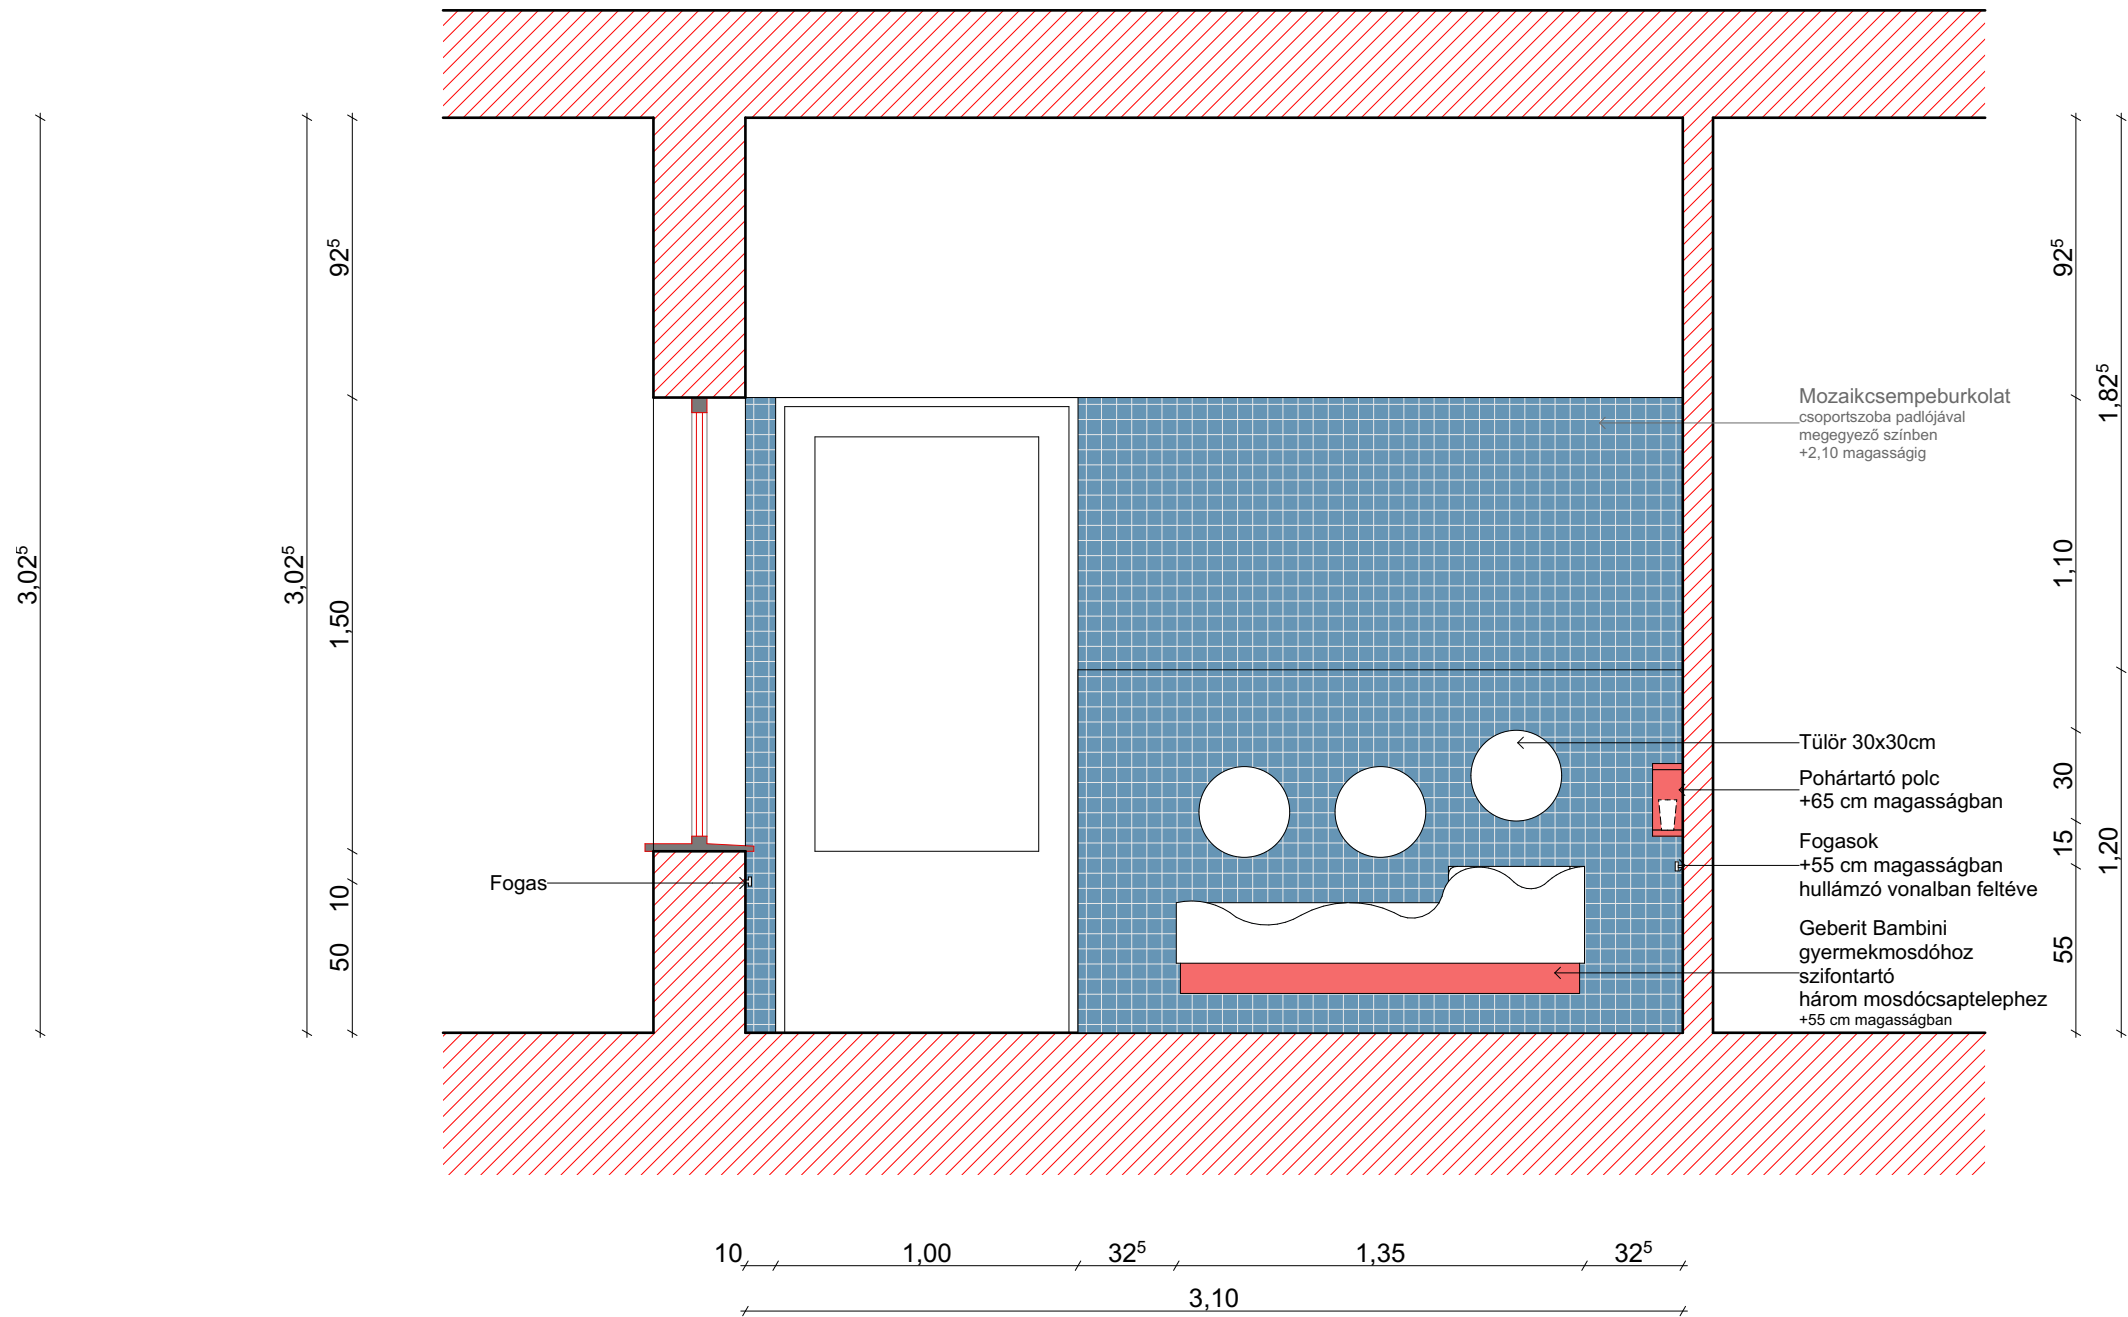 Mozaikcsempeburkolat
csoportszoba padlójával
megegyező színben
+2,10 magasságig
Tülör 30x30cm
Pohártartó polc
+65 cm magasságban
Fogasok
+55 cm magasságban
hullámzó vonalban feltéve
Geberit Bambini
gyermekmosdóhoz
szifontartó
három mosdócsaptelephez
+55 cm magasságban
Fogas
3,02⁵
3,02⁵
92⁵
1,50
10
50
92⁵
1,10
30
15
55
1,82⁵
1,20
10
1,00
32⁵
1,35
32⁵
3,10